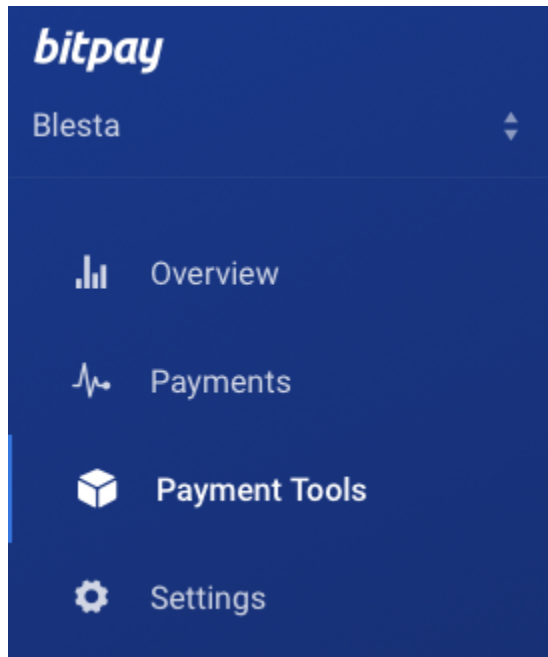 bitpay
Blesta
Overview
Payments
Payment Tools
Settings